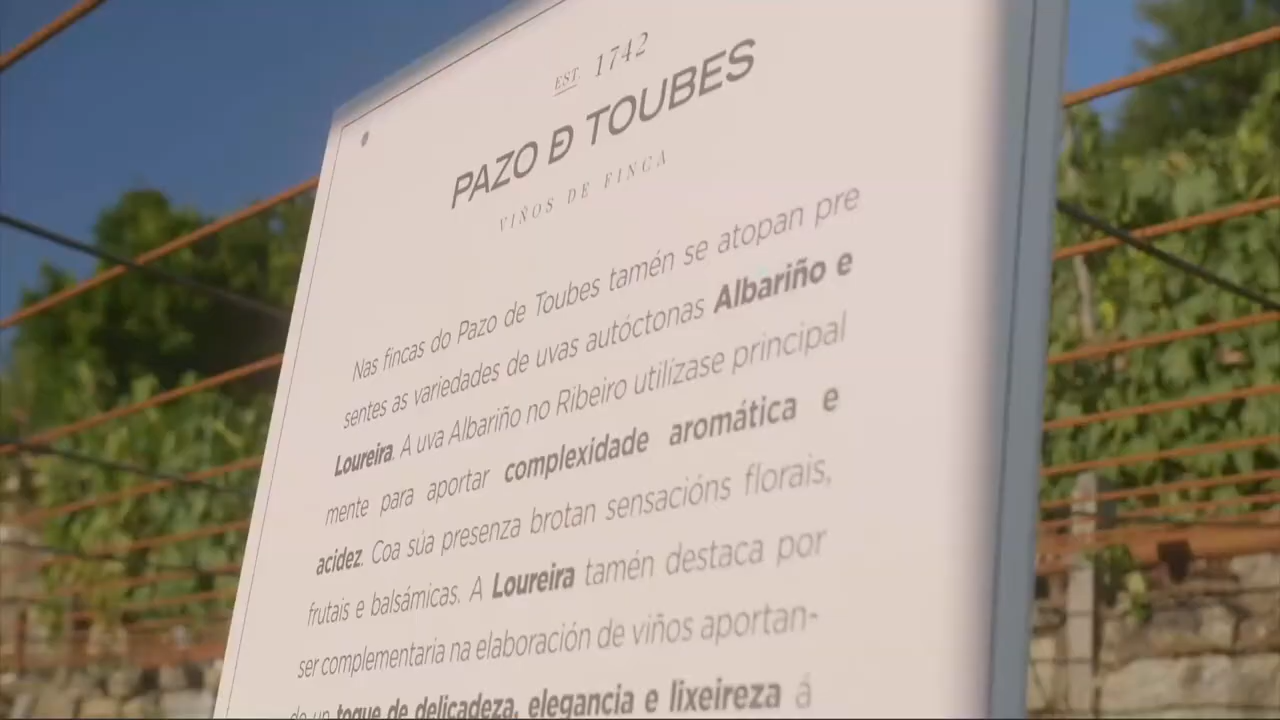 EST. 1742
PAZO D TOUBES
VIÑOS DE FINCA
Nas fincas do Pazo de Toubes tamén se atopan pre
sentes as variedades de uvas autóctonas Albariño e
Loureira. A uva Albariño no Ribeiro utilízase principal
mente para aportar complexidade aromática e
acidez. Coa súa presenza brotan sensacións florais,
frutais e balsámicas. A Loureira tamén destaca por
ser complementaria na elaboración de viños aportan-
do un toque de delicadeza, elegancia e lixeireza á